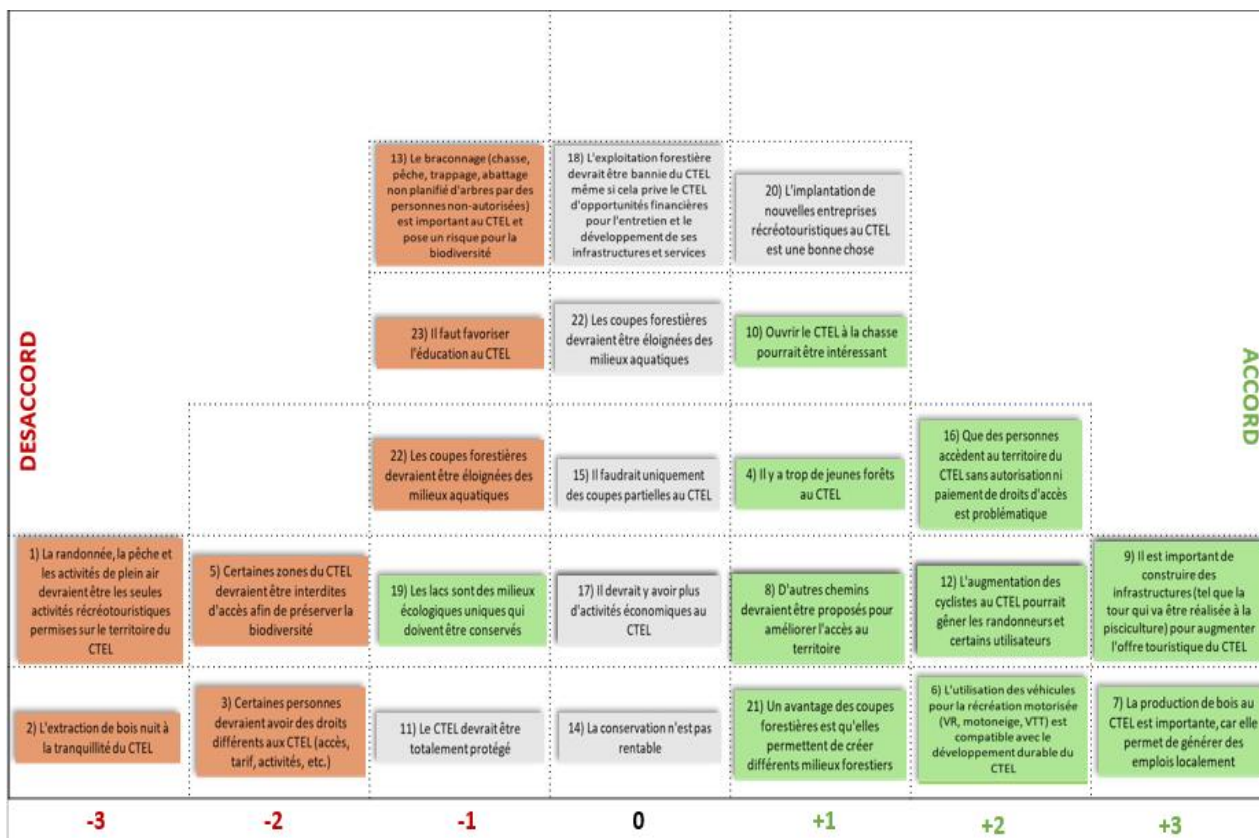 13) Le braconnage (chasse,
pêche, trappage, abattage
non planifié d'arbres par des
personnes non-autorisées)
est important au CTEL et
pose un risque pour la
biodiversité
18) L'exploitation forestière
devrait être bannie du CTEL
même si cela prive le CTEL
d'opportunités financières
pour l'entretien et le
développement de ses
infrastructures et services
20) L'implantation de
nouvelles entreprises
récréotouristiques au CTEL
est une bonne chose
23) Il faut favoriser
l'éducation au CTEL
22) Les coupes forestières
devraient être éloignées des
milieux aquatiques
10) Ouvrir le CTEL à la chasse
pourrait être intéressant
DESACCORD
ACCORD
22) Les coupes forestières
devraient être éloignées des
milieux aquatiques
15) Il faudrait uniquement
des coupes partielles au CTEL
4) Il y a trop de jeunes forêts
au CTEL
16) Que des personnes
accèdent au territoire du
CTEL sans autorisation ni
paiement de droits d'accès
est problématique
1) La randonnée, la pêche et
les activités de plein air
devraient être les seules
activités récréotouristiques
permises sur le territoire du
CTEL
5) Certaines zones du CTEL
devraient être interdites
d'accès afin de préserver la
biodiversité
19) Les lacs sont des milieux
écologiques uniques qui
doivent être conservés
17) Il devrait y avoir plus
d'activités économiques au
CTEL
8) D'autres chemins
devraient être proposés pour
améliorer l'accès au
territoire
12) L'augmentation des
cyclistes au CTEL pourrait
gêner les randonneurs et
certains utilisateurs
9) Il est important de
construire des
infrastructures (tel que la
tour qui va être réalisée à la
pisciculture) pour augmenter
l'offre touristique du CTEL
2) L'extraction de bois nuit à
la tranquillité du CTEL
3) Certaines personnes
devraient avoir des droits
différents aux CTEL (accès,
tarif, activités, etc.)
11) Le CTEL devrait être
totalement protégé
14) La conservation n'est pas
rentable
21) Un avantage des coupes
forestières est qu'elles
permettent de créer
différents milieux forestiers
6) L'utilisation des véhicules
pour la récréation motorisée
(VR, motoneige, VTT) est
compatible avec le
développement durable du
CTEL
7) La production de bois au
CTEL est importante, car elle
permet de générer des
emplois localement
-3 -2 -1 0 +1 +2 +3